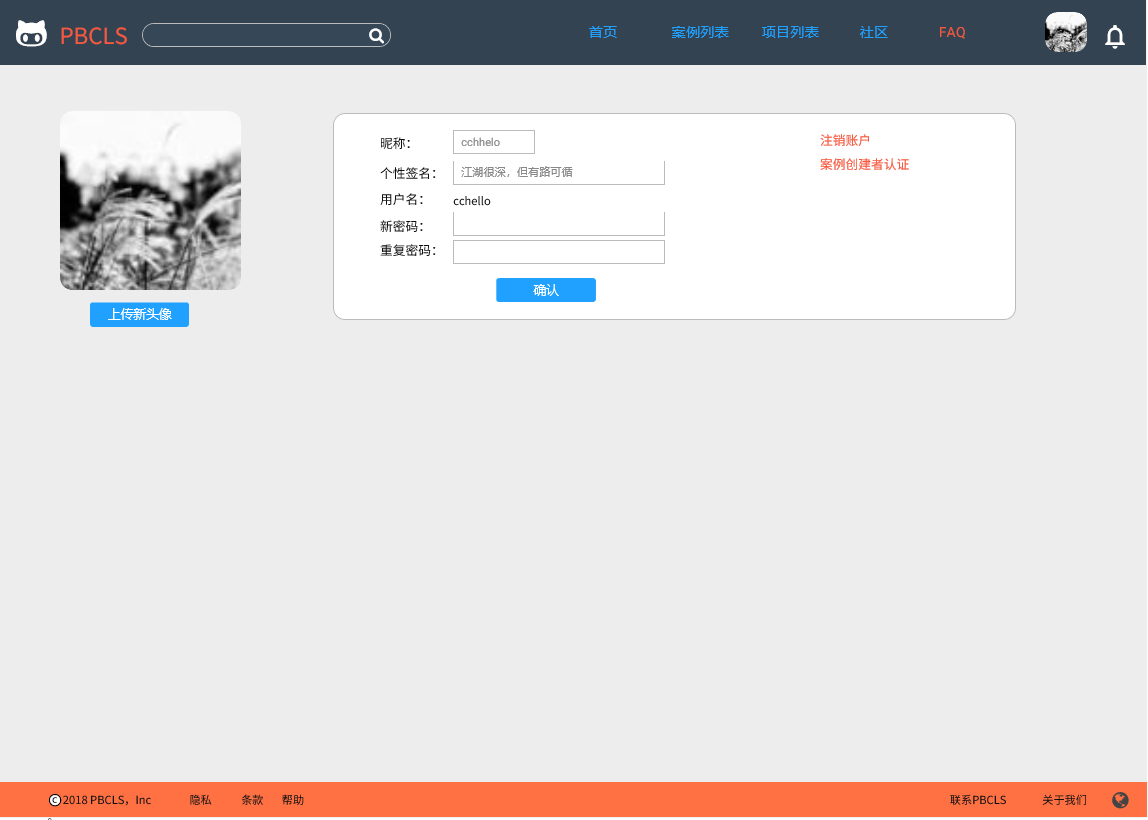 PBCLS 首页 案例列表 项目列表 社区 FAQ
昵称： cchhelo
个性签名： 江湖很深，但有路可循
用户名： cchello
新密码：
重复密码：
确认
注销账户
案例创建者认证
上传新头像
©2018 PBCLS，Inc 隐私 条款 帮助 联系PBCLS 关于我们